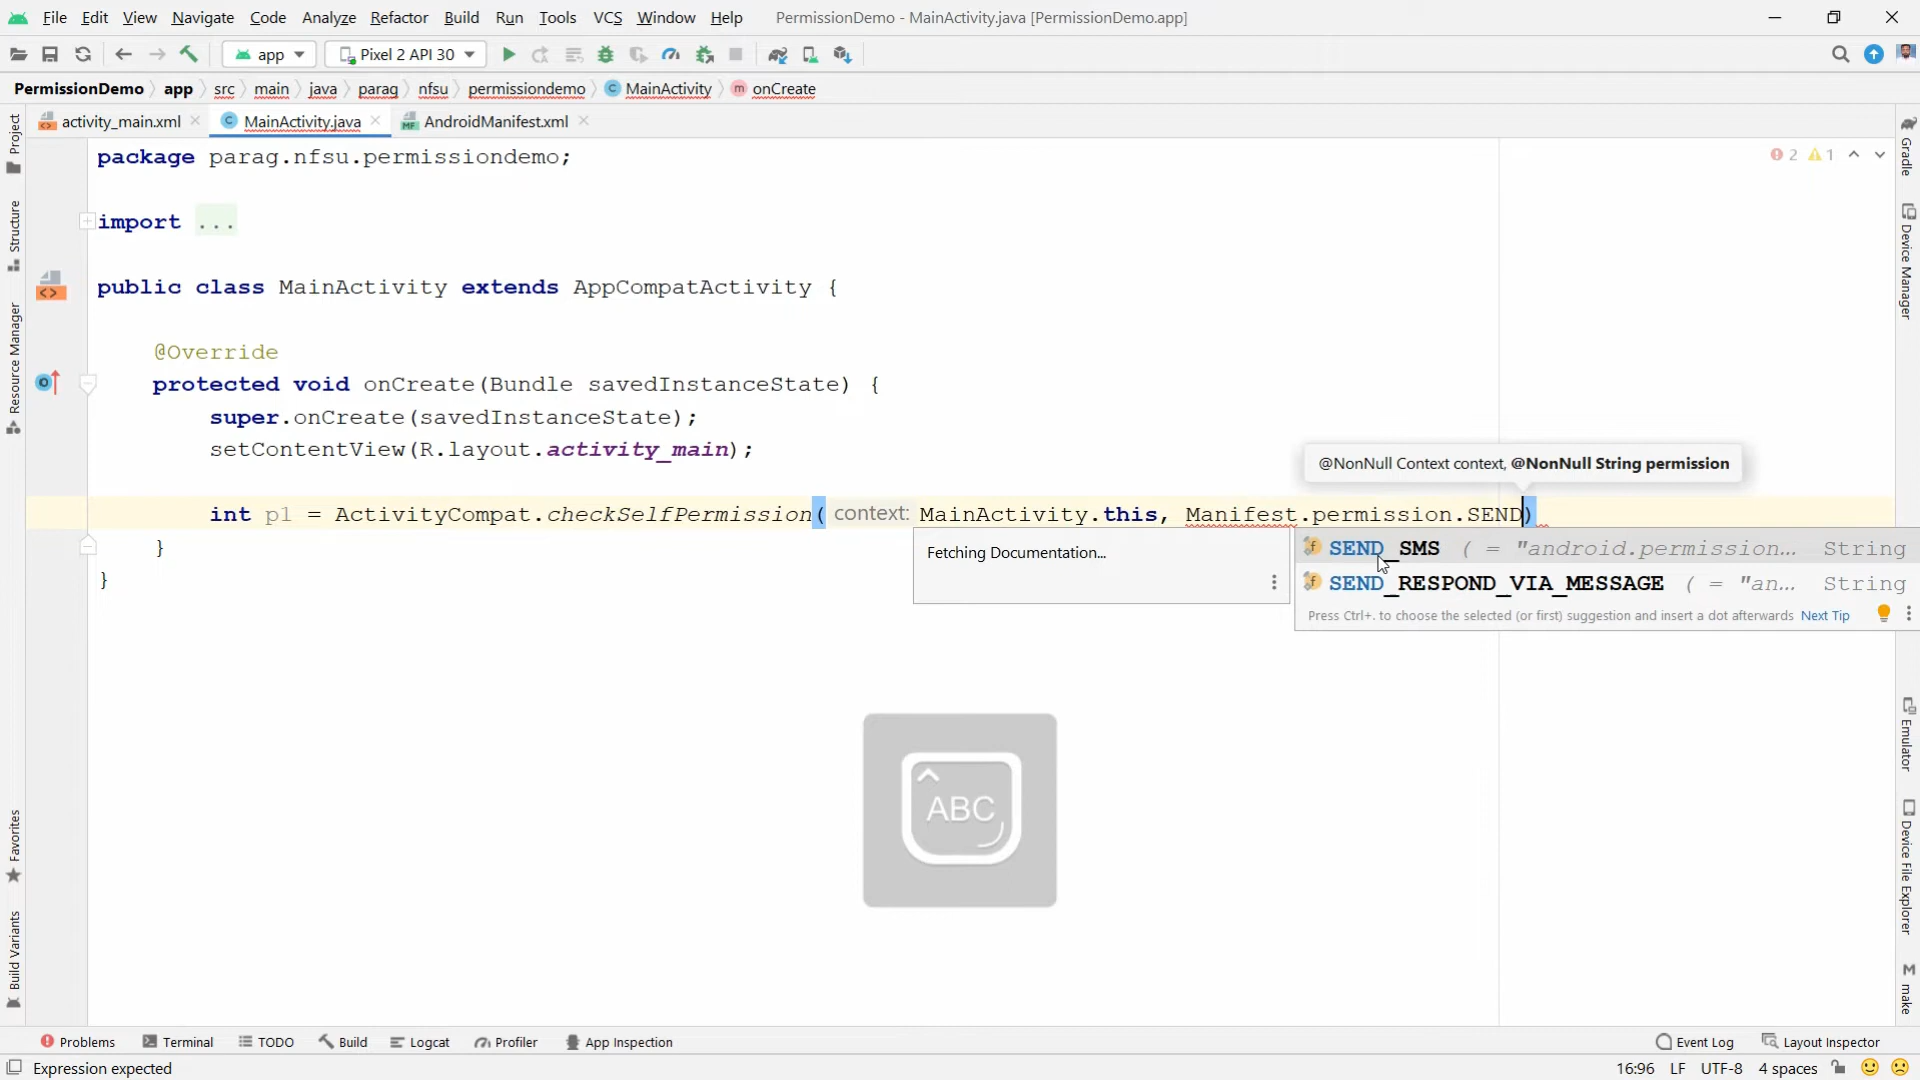 File Edit View Navigate Code Analyze Refactor Build Run Tools VCS Window Help PermissionDemo - MainActivity.java [PermissionDemo.app]
app Pixel 2 API 30
PermissionDemo app src main java parag nfsu permissiondemo MainActivity onCreate
activity_main.xml MainActivity.java AndroidManifest.xml
package parag.nfsu.permissiondemo;
2 1
import ...
public class MainActivity extends AppCompatActivity {
@Override
protected void onCreate(Bundle savedInstanceState) {
super.onCreate(savedInstanceState);
setContentView(R.layout.activity_main);
@NonNull Context context, @NonNull String permission
int p1 = ActivityCompat.checkSelfPermission( context: MainActivity.this, Manifest.permission.SEND)
}
}
Fetching Documentation...
SEND_SMS ( = "android.permission... String
SEND_RESPOND_VIA_MESSAGE ( = "an... String
Press Ctrl+. to choose the selected (or first) suggestion and insert a dot afterwards Next Tip
ABC
Project
Structure
Resource Manager
Favorites
Build Variants
Gradle
Device Manager
Emulator
Device File Explorer
make
Problems Terminal TODO Build Logcat Profiler App Inspection Event Log Layout Inspector
Expression expected 16:96 LF UTF-8 4 spaces